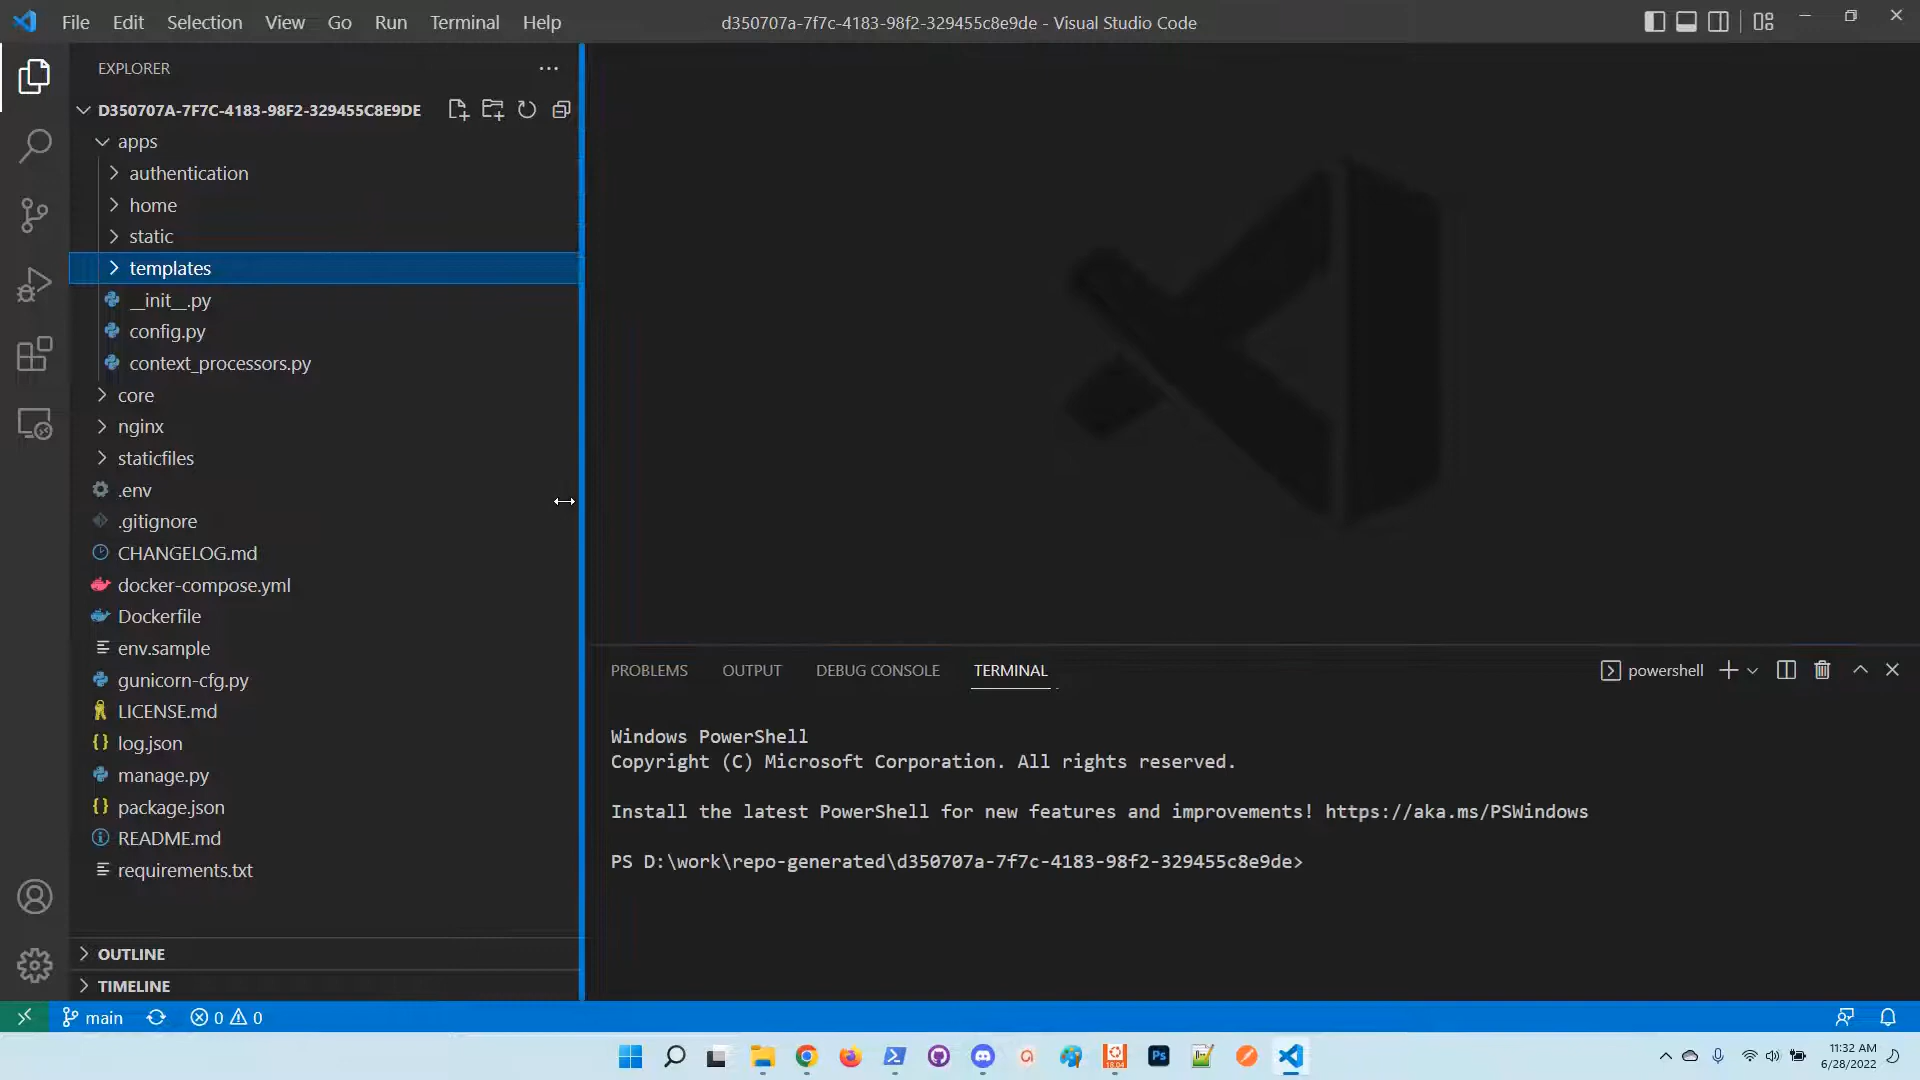 File Edit Selection View Go Run Terminal Help
d350707a-7f7c-4183-98f2-329455c8e9de - Visual Studio Code
EXPLORER
D350707A-7F7C-4183-98F2-329455C8E9DE
apps
authentication
home
static
templates
__init__.py
config.py
context_processors.py
core
nginx
staticfiles
.env
.gitignore
CHANGELOG.md
docker-compose.yml
Dockerfile
env.sample
gunicorn-cfg.py
LICENSE.md
log.json
manage.py
package.json
README.md
requirements.txt
OUTLINE
TIMELINE
PROBLEMS OUTPUT DEBUG CONSOLE TERMINAL
powershell
Windows PowerShell
Copyright (C) Microsoft Corporation. All rights reserved.
Install the latest PowerShell for new features and improvements! https://aka.ms/PSWindows
PS D:\work\repo-generated\d350707a-7f7c-4183-98f2-329455c8e9de>
main 0 0
Ps
18.04
11:32 AM
6/28/2022